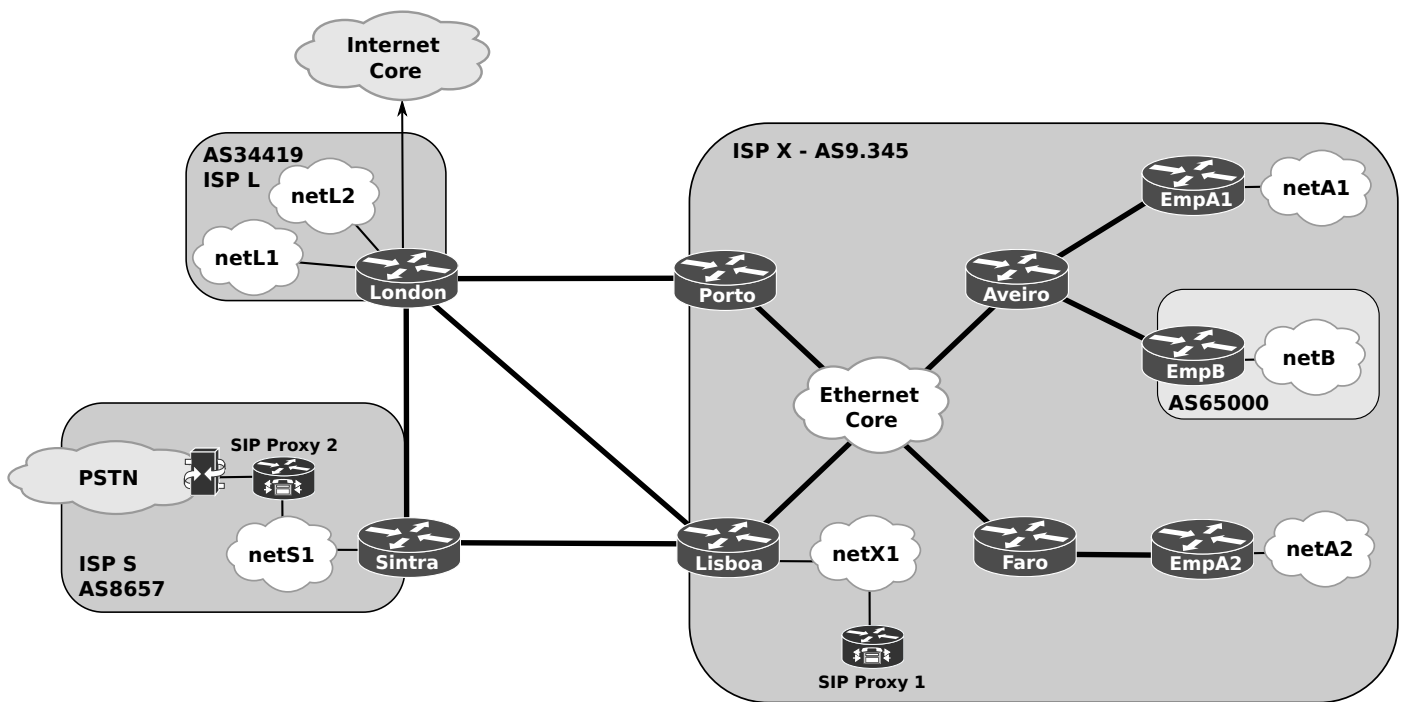 Internet
Core
AS34419
ISP L
netL2
netL1
London
ISP X - AS9.345
EmpA1
netA1
Porto
Aveiro
EmpB
netB
AS65000
Ethernet
Core
PSTN
SIP Proxy 2
netS1
Sintra
ISP S
AS8657
Lisboa
netX1
SIP Proxy 1
Faro
EmpA2
netA2